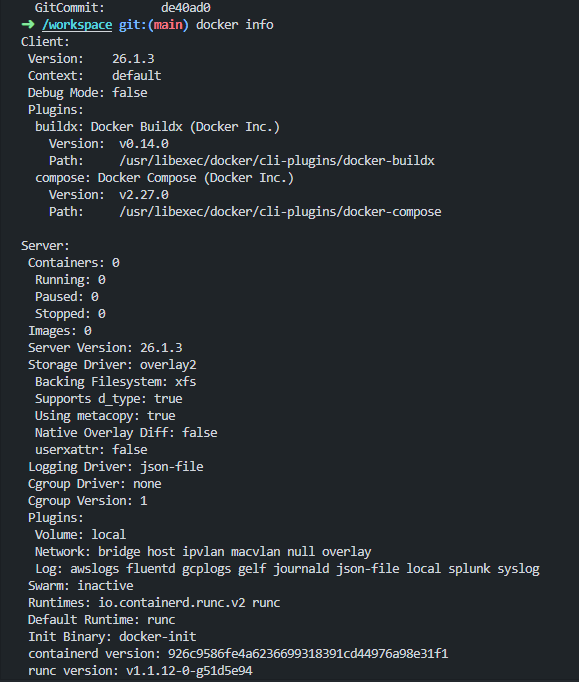 GitCommit: de40ad0
➜ /workspace git:(main) docker info
Client:
Version: 26.1.3
Context: default
Debug Mode: false
Plugins:
buildx: Docker Buildx (Docker Inc.)
Version: v0.14.0
Path: /usr/libexec/docker/cli-plugins/docker-buildx
compose: Docker Compose (Docker Inc.)
Version: v2.27.0
Path: /usr/libexec/docker/cli-plugins/docker-compose
Server:
Containers: 0
Running: 0
Paused: 0
Stopped: 0
Images: 0
Server Version: 26.1.3
Storage Driver: overlay2
Backing Filesystem: xfs
Supports d_type: true
Using metacopy: true
Native Overlay Diff: false
userxattr: false
Logging Driver: json-file
Cgroup Driver: none
Cgroup Version: 1
Plugins:
Volume: local
Network: bridge host ipvlan macvlan null overlay
Log: awslogs fluentd gcplogs gelf journald json-file local splunk syslog
Swarm: inactive
Runtimes: io.containerd.runc.v2 runc
Default Runtime: runc
Init Binary: docker-init
containerd version: 926c9586fe4a6236699318391cd44976a98e31f1
runc version: v1.1.12-0-g51d5e94